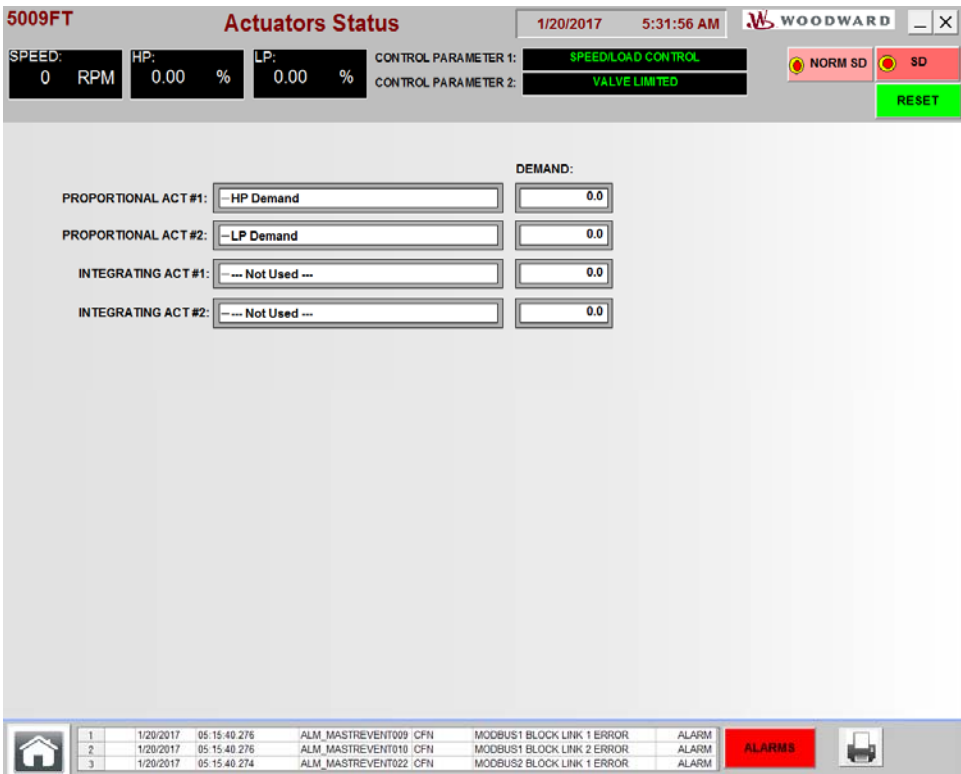 5009FT
Actuators Status
1/20/2017 5:31:56 AM
WOODWARD
SPEED:
0 RPM
HP:
0.00 %
LP:
0.00 %
CONTROL PARAMETER 1: SPEED/LOAD CONTROL
CONTROL PARAMETER 2: VALVE LIMITED
NORM SD
SD
RESET
DEMAND:
PROPORTIONAL ACT #1: HP Demand 0.0
PROPORTIONAL ACT #2: LP Demand 0.0
INTEGRATING ACT #1: --- Not Used --- 0.0
INTEGRATING ACT #2: --- Not Used --- 0.0
1 1/20/2017 05:15:40.276 ALM_MASTREVENT009 CFN MODBUS1 BLOCK LINK 1 ERROR ALARM
2 1/20/2017 05:15:40.276 ALM_MASTREVENT010 CFN MODBUS1 BLOCK LINK 2 ERROR ALARM
3 1/20/2017 05:15:40.274 ALM_MASTREVENT022 CFN MODBUS2 BLOCK LINK 1 ERROR ALARM
ALARMS